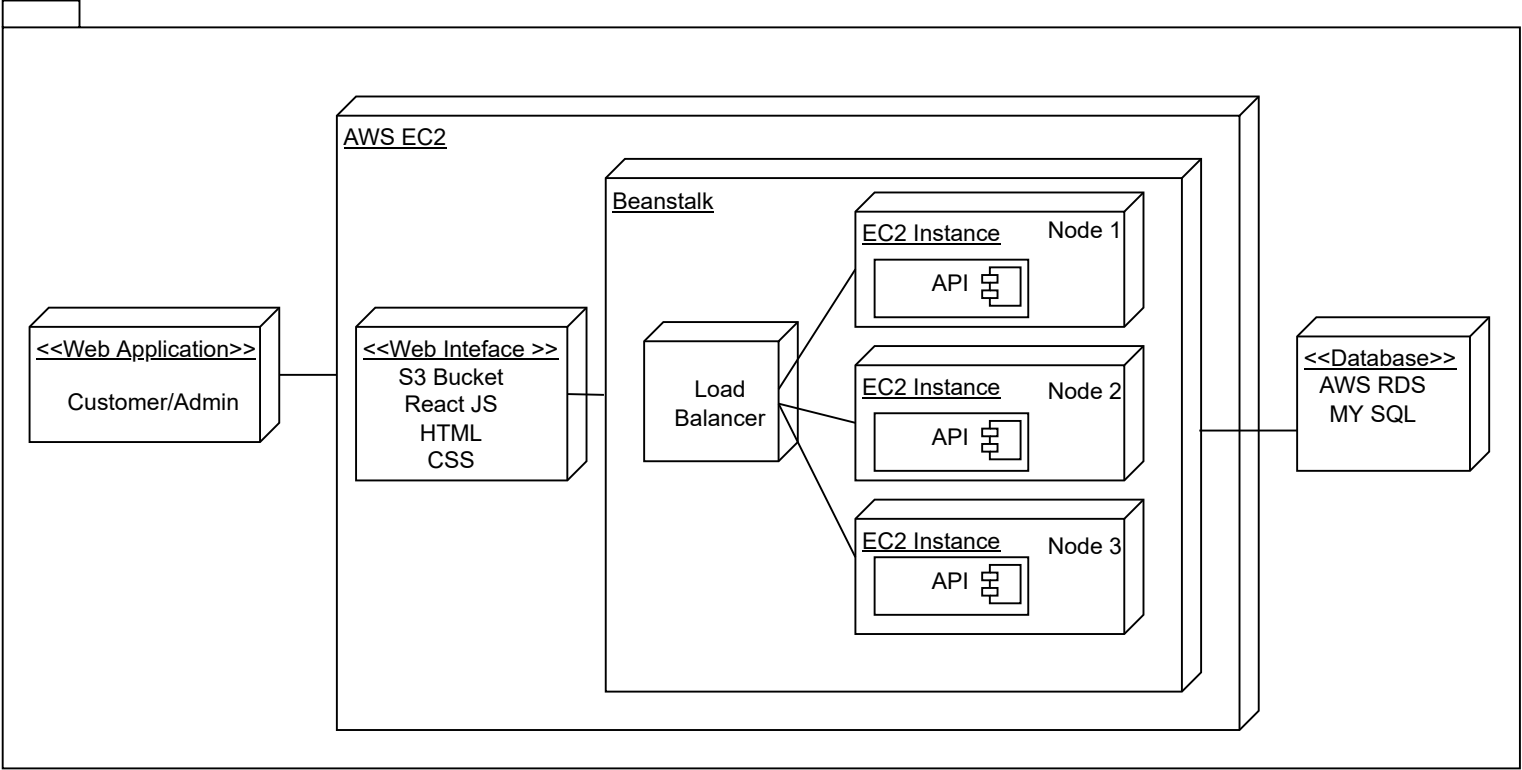 AWS EC2
Beanstalk
<<Web Application>>
Customer/Admin
<<Web Inteface >>
S3 Bucket
React JS
HTML
CSS
Load
Balancer
EC2 Instance
Node 1
API
EC2 Instance
Node 2
API
EC2 Instance
Node 3
API
<<Database>>
AWS RDS
MY SQL